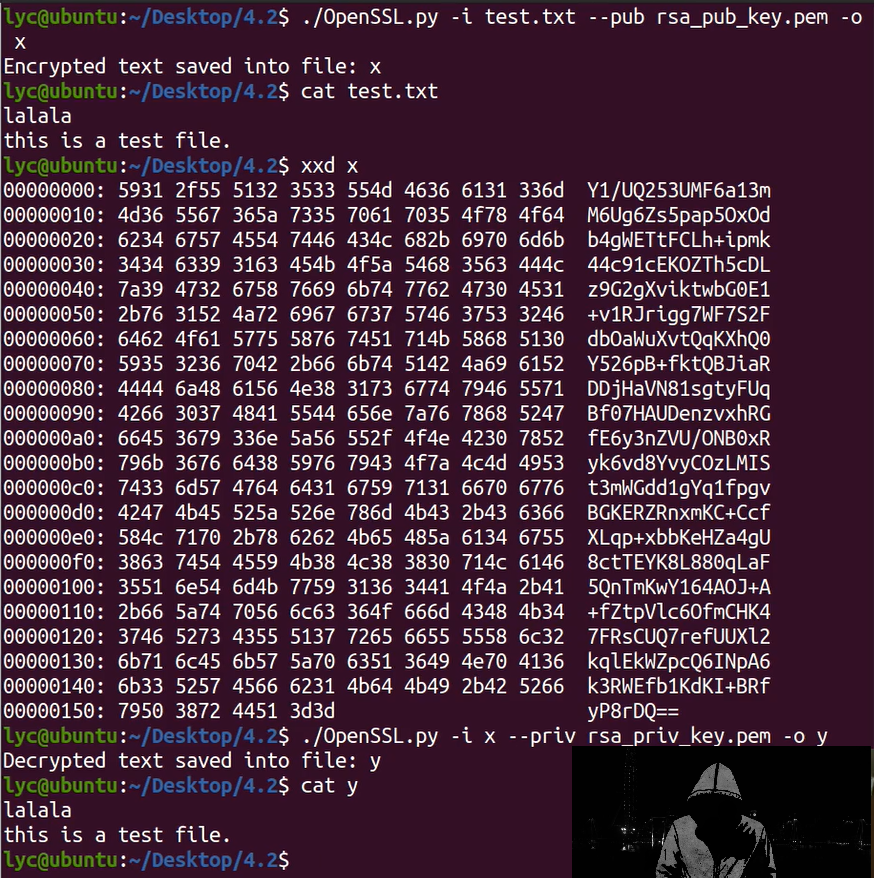 lyc@ubuntu:~/Desktop/4.2$ ./OpenSSL.py -i test.txt --pub rsa_pub_key.pem -o
 x
Encrypted text saved into file: x
lyc@ubuntu:~/Desktop/4.2$ cat test.txt
lalala
this is a test file.
lyc@ubuntu:~/Desktop/4.2$ xxd x
00000000: 5931 2f55 5132 3533 554d 4636 6131 336d  Y1/UQ253UMF6a13m
00000010: 4d36 5567 365a 7335 7061 7035 4f78 4f64  M6Ug6Zs5pap5OxOd
00000020: 6234 6757 4554 7446 434c 682b 6970 6d6b  b4gWETtFCLh+ipmk
00000030: 3434 6339 3163 454b 4f5a 5468 3563 444c  44c91cEKOZTh5cDL
00000040: 7a39 4732 6758 7669 6b74 7762 4730 4531  z9G2gXviktwbG0E1
00000050: 2b76 3152 4a72 6967 6737 5746 3753 3246  +v1RJrigg7WF7S2F
00000060: 6462 4f61 5775 5876 7451 714b 5868 5130  dbOaWuXvtQqKXhQ0
00000070: 5935 3236 7042 2b66 6b74 5142 4a69 6152  Y526pB+fktQBJiaR
00000080: 4444 6a48 6156 4e38 3173 6774 7946 5571  DDjHaVN81sgtyFUq
00000090: 4266 3037 4841 5544 656e 7a76 7868 5247  Bf07HAUDenzvxhRG
000000a0: 6645 3679 336e 5a56 552f 4f4e 4230 7852  fE6y3nZVU/ONB0xR
000000b0: 796b 3676 6438 5976 7943 4f7a 4c4d 4953  yk6vd8YvyCOzLMIS
000000c0: 7433 6d57 4764 6431 6759 7131 6670 6776  t3mWGdd1gYq1fpgv
000000d0: 4247 4b45 525a 526e 786d 4b43 2b43 6366  BGKERZRnxmKC+Ccf
000000e0: 584c 7170 2b78 6262 4b65 485a 6134 6755  XLqp+xbbKeHZa4gU
000000f0: 3863 7454 4559 4b38 4c38 3830 714c 6146  8ctTEYK8L880qLaF
00000100: 3551 6e54 6d4b 7759 3136 3441 4f4a 2b41  5QnTmKwY164AOJ+A
00000110: 2b66 5a74 7056 6c63 364f 666d 4348 4b34  +fZtpVlc6OfmCHK4
00000120: 3746 5273 4355 5137 7265 6655 5558 6c32  7FRsCUQ7refUUXl2
00000130: 6b71 6c45 6b57 5a70 6351 3649 4e70 4136  kqlEkWZpcQ6INpA6
00000140: 6b33 5257 4566 6231 4b64 4b49 2b42 5266  k3RWEfb1KdKI+BRf
00000150: 7950 3872 4451 3d3d                      yP8rDQ==
lyc@ubuntu:~/Desktop/4.2$ ./OpenSSL.py -i x --priv rsa_priv_key.pem -o y
Decrypted text saved into file: y
lyc@ubuntu:~/Desktop/4.2$ cat y
lalala
this is a test file.
lyc@ubuntu:~/Desktop/4.2$